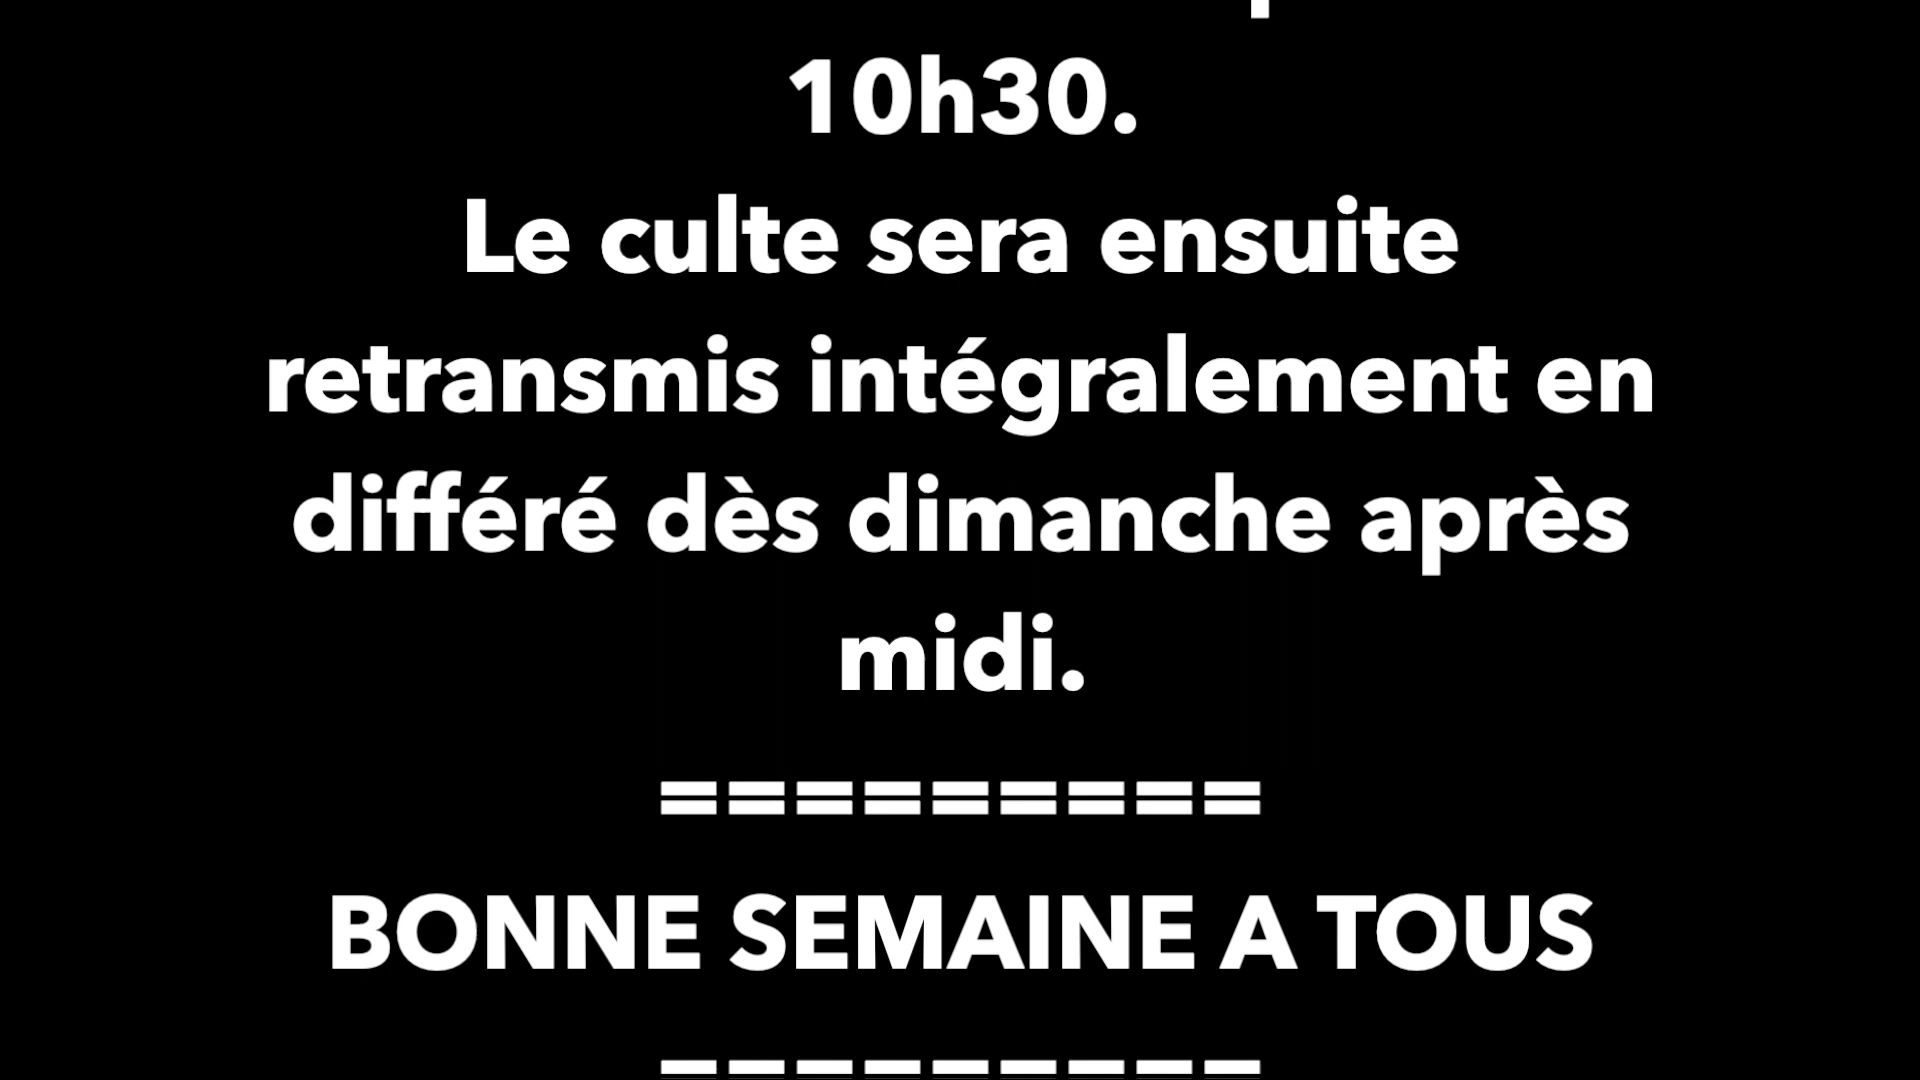 10h30.
Le culte sera ensuite
retransmis intégralement en
différé dès dimanche après
midi.
=========
BONNE SEMAINE A TOUS
=========